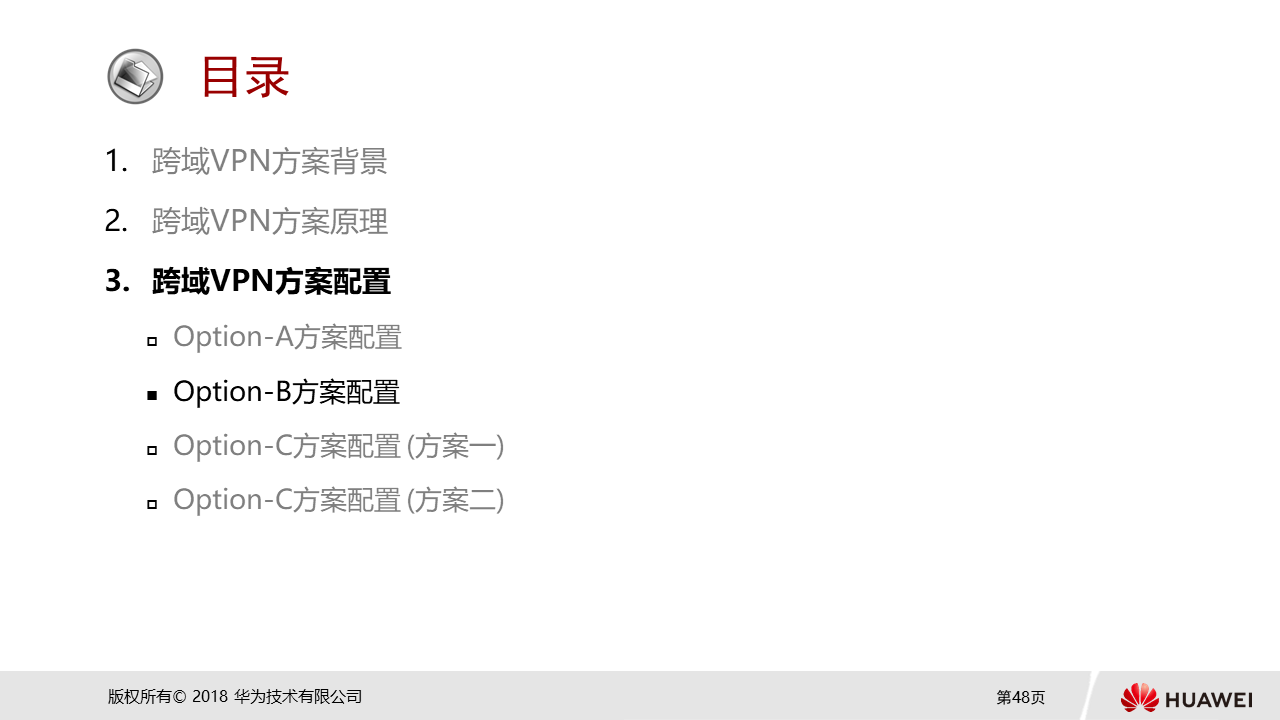 目录
1. 跨域VPN方案背景
2. 跨域VPN方案原理
3. 跨域VPN方案配置
Option-A方案配置
Option-B方案配置
Option-C方案配置 (方案一)
Option-C方案配置 (方案二)
版权所有© 2018 华为技术有限公司
第48页
HUAWEI